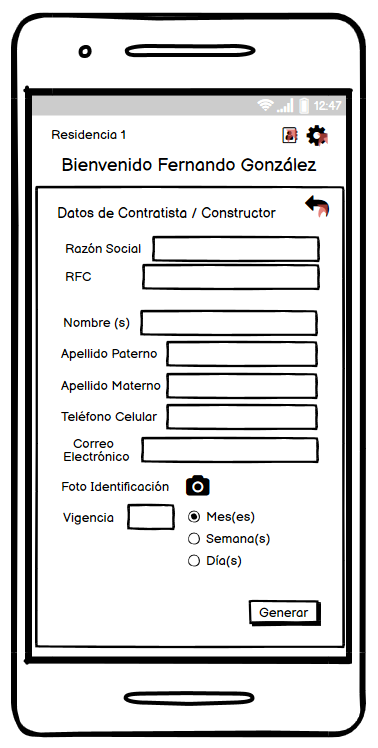 12:47
Residencia 1
Bienvenido Fernando González
Datos de Contratista / Constructor
Razón Social
RFC
Nombre (s)
Apellido Paterno
Apellido Materno
Teléfono Celular
Correo
Electrónico
Foto Identificación
Vigencia
Mes(es)
Semana(s)
Día(s)
Generar